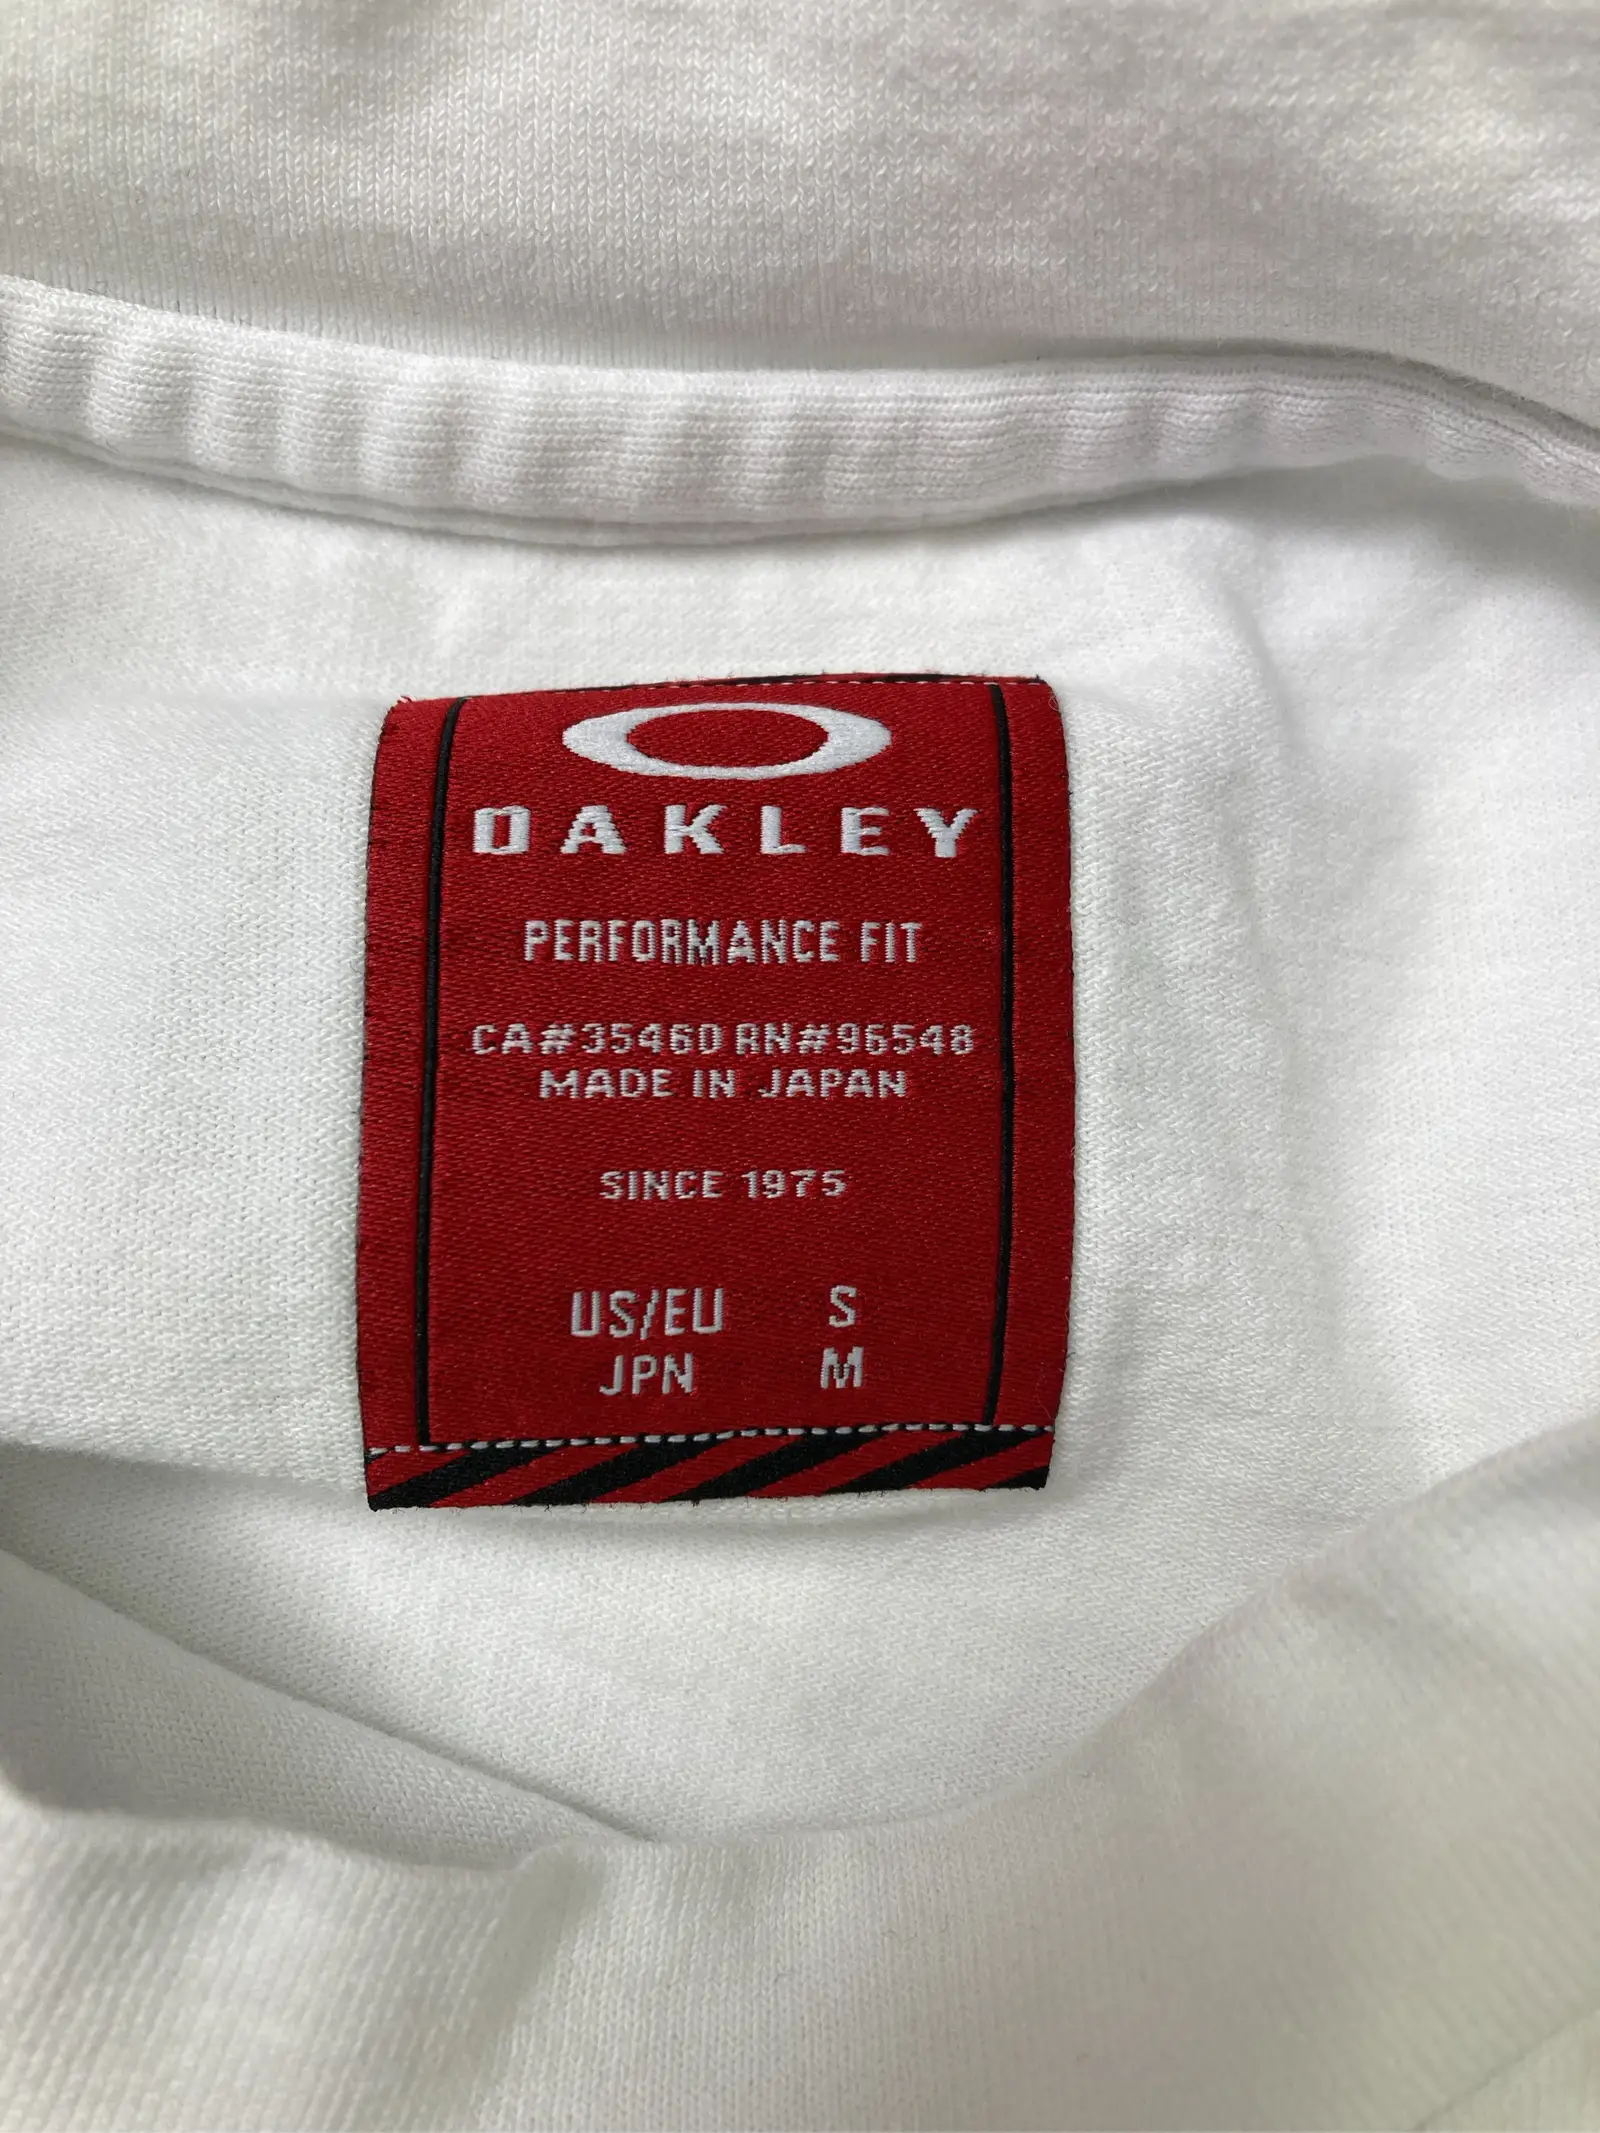 OAKLEY
PERFORMANCE FIT
CA#35460 RN#96548
MADE IN JAPAN
SINCE 1975
US/EU S
JPN M